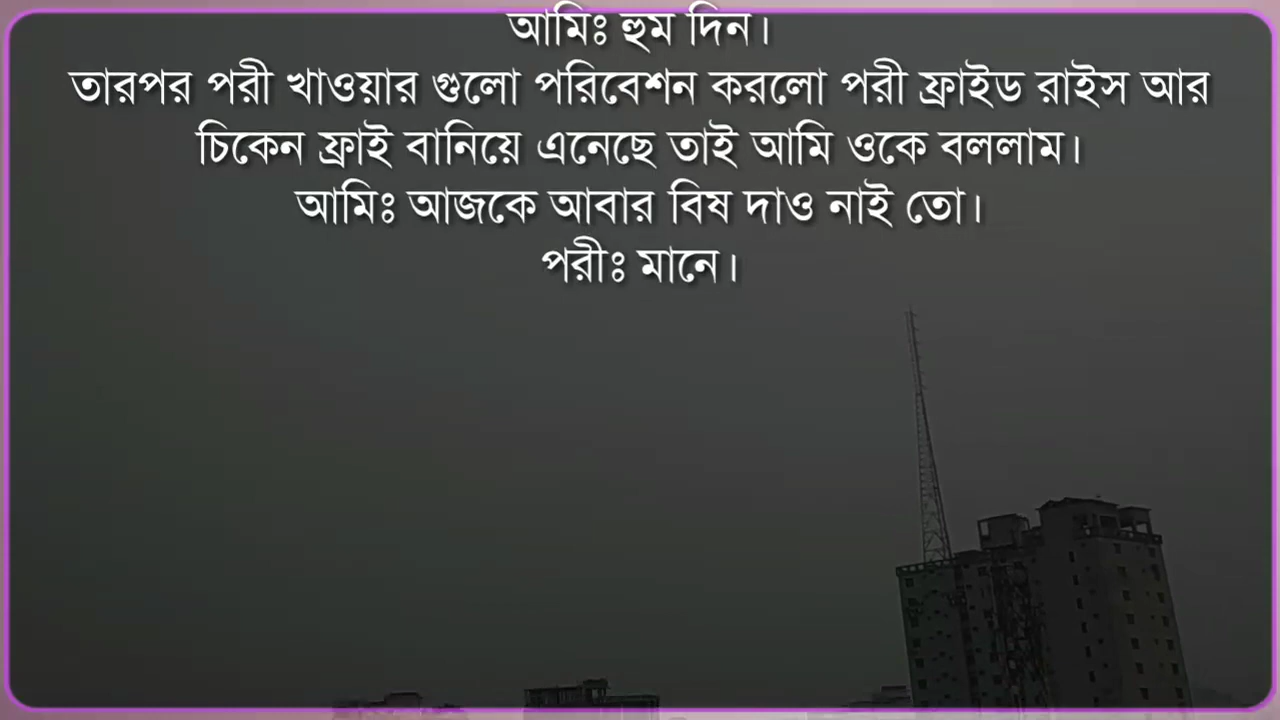 আমিঃ হুম দিন।
তারপর পরী খাওয়ার গুলো পরিবেশন করলো পরী ফ্রাইড রাইস আর
চিকেন ফ্রাই বানিয়ে এনেছে তাই আমি ওকে বললাম।
আমিঃ আজকে আবার বিষ দাও নাই তো।
পরীঃ মানে।